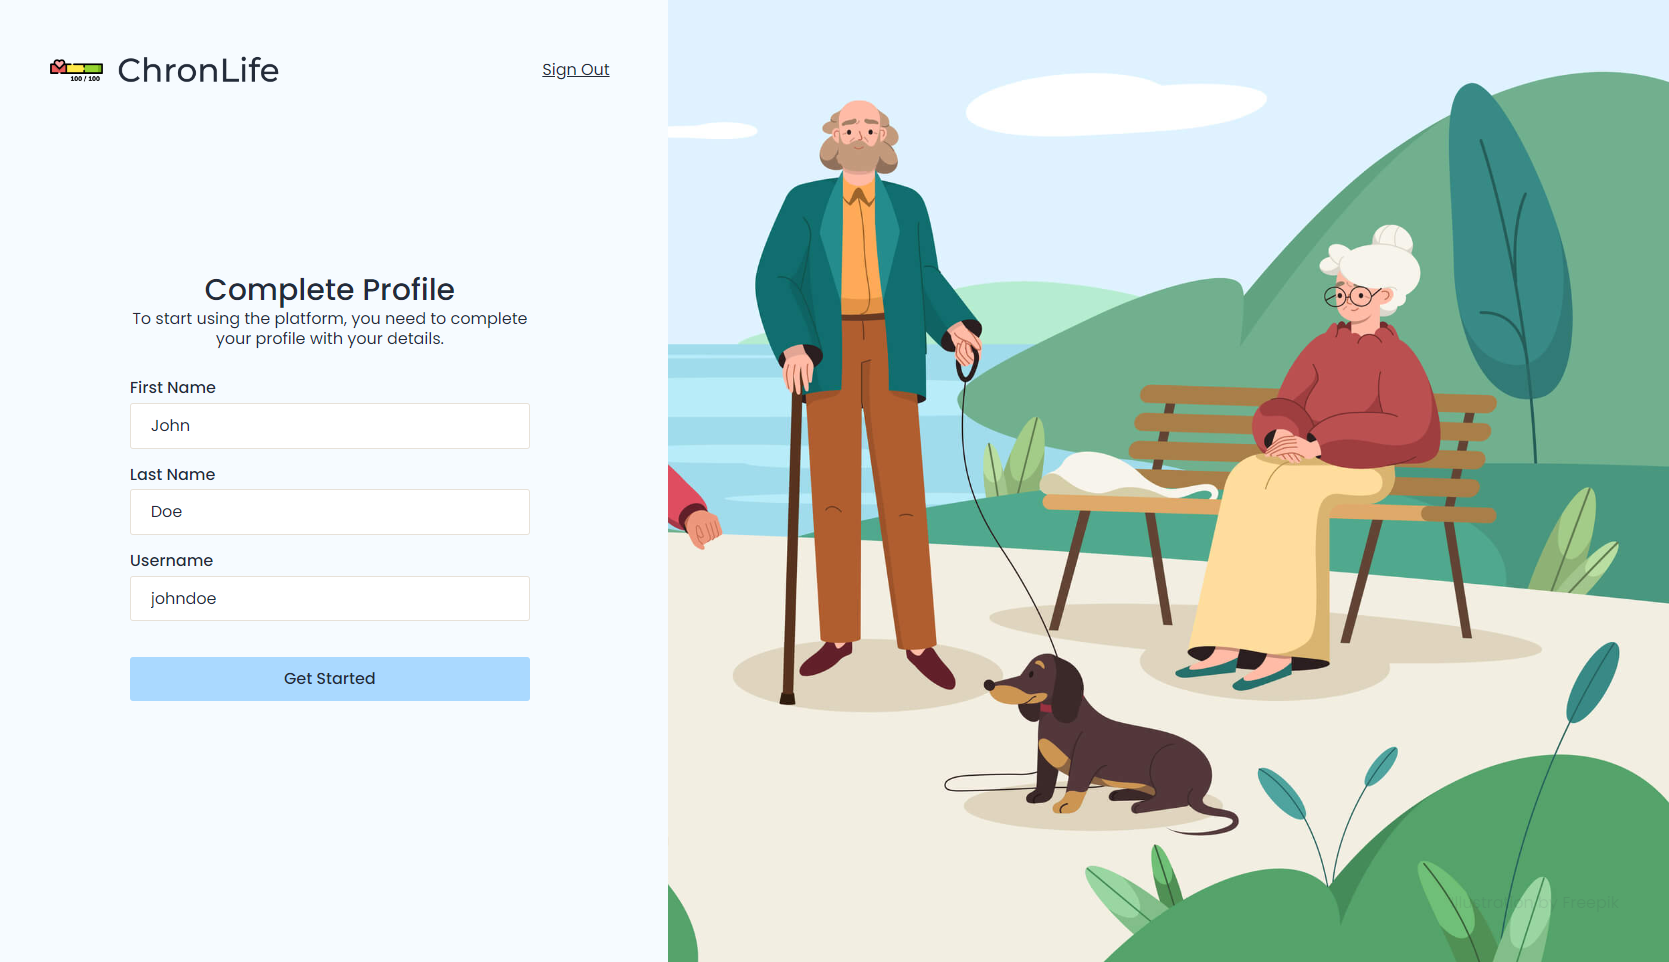 100 / 100
ChronLife
Sign Out
Complete Profile
To start using the platform, you need to complete
your profile with your details.
First Name
John
Last Name
Doe
Username
johndoe
Get Started
Illustration by Freepik